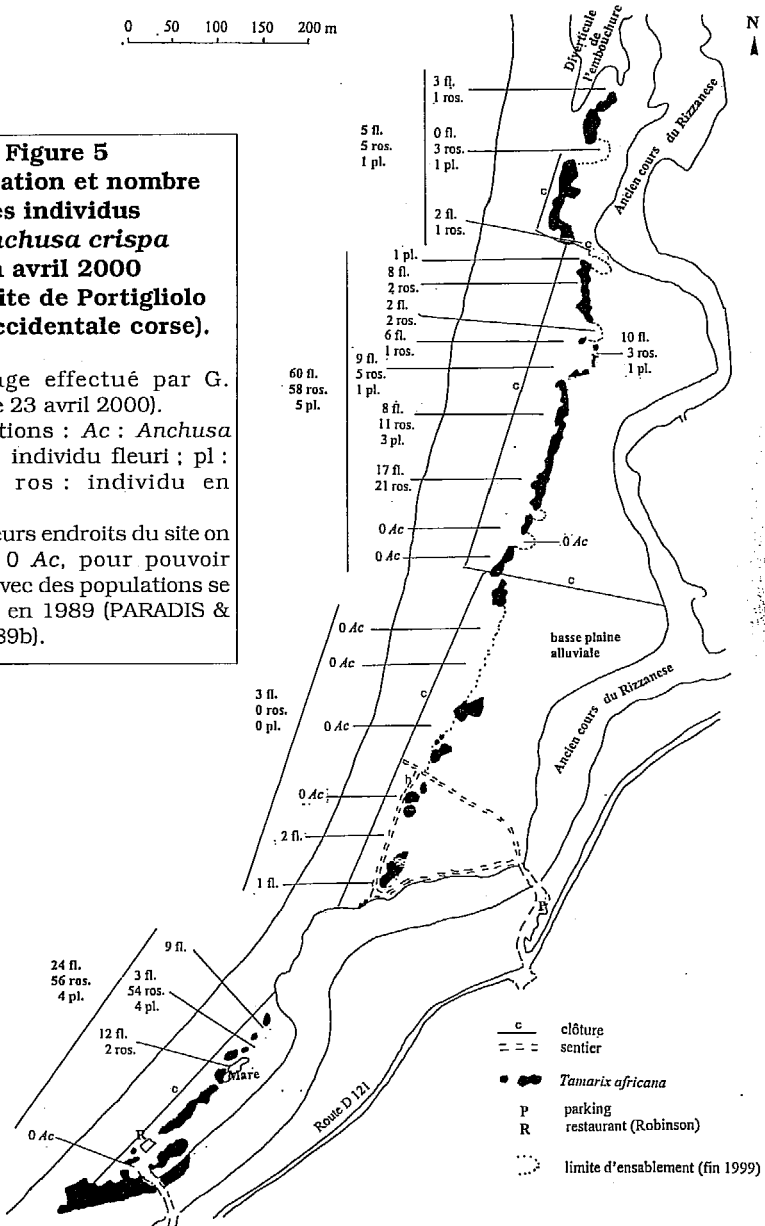 0 50 100 150 200 m
N
Figure 5
ation et nombre
es individus
nchusa crispa
avril 2000
ite de Portigliolo
ccidentale corse).
ge effectué par G.
e 23 avril 2000).
tions : Ac : Anchusa
individu fleuri ; pl :
ros : individu en
eurs endroits du site on
0 Ac, pour pouvoir
vec des populations se
en 1989 (PARADIS &
89b).
Diverticule
de
l'embouchure
Ancien cours du Rizzanese
3 fl.
1 ros.
5 fl.
5 ros.
1 pl.
0 fl.
3 ros.
1 pl.
c
2 fl.
1 ros.
c
1 pl.
8 fl.
2 ros.
2 fl.
2 ros.
6 fl.
1 ros.
10 fl.
3 ros.
1 pl.
9 fl.
5 ros.
1 pl.
60 fl.
58 ros.
5 pl.
c
8 fl.
11 ros.
3 pl.
17 fl.
21 ros.
0 Ac
0 Ac
0 Ac
c
0 Ac
basse plaine
alluviale
0 Ac
3 fl.
0 ros.
0 pl.
c
0 Ac
Ancien cours du Rizzanese
b
0 Ac
2 fl.
1 fl.
P
9 fl.
24 fl.
56 ros.
4 pl.
3 fl.
54 ros.
4 pl.
12 fl.
2 ros.
Mare
c
R
0 Ac
Route D 121
c clôture
sentier
Tamarix africana
P parking
R restaurant (Robinson)
limite d'ensablement (fin 1999)